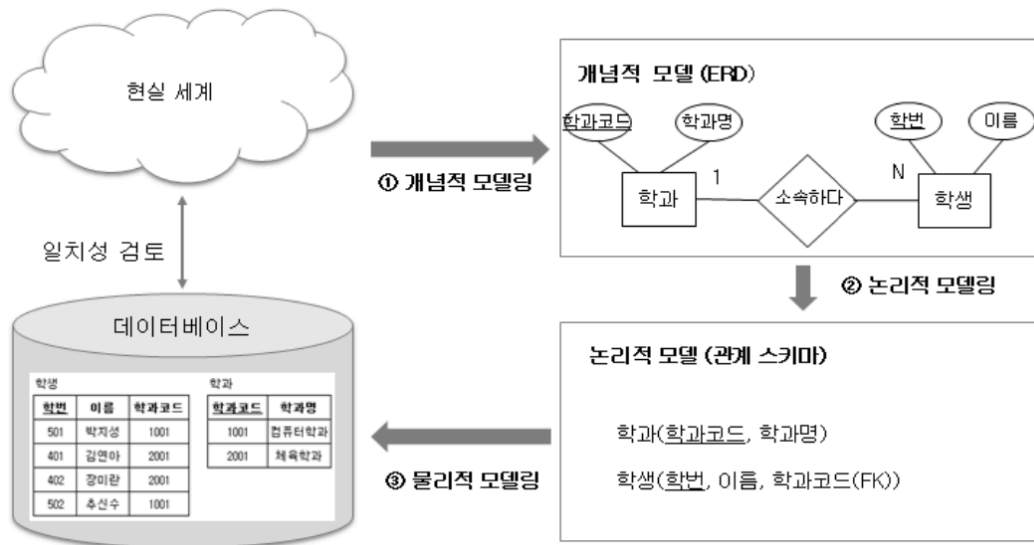 현실 세계
일치성 검토
① 개념적 모델링
개념적 모델 (ERD)
학과코드
학과명
학번
이름
학과
1
소속하다
N
학생
② 논리적 모델링
논리적 모델 (관계 스키마)
학과(학과코드, 학과명)
학생(학번, 이름, 학과코드(FK))
③ 물리적 모델링
데이터베이스
학생
학번 이름 학과코드
501 박지성 1001
401 김연아 2001
402 장미란 2001
502 추신수 1001
학과
학과코드 학과명
1001 컴퓨터학과
2001 체육학과